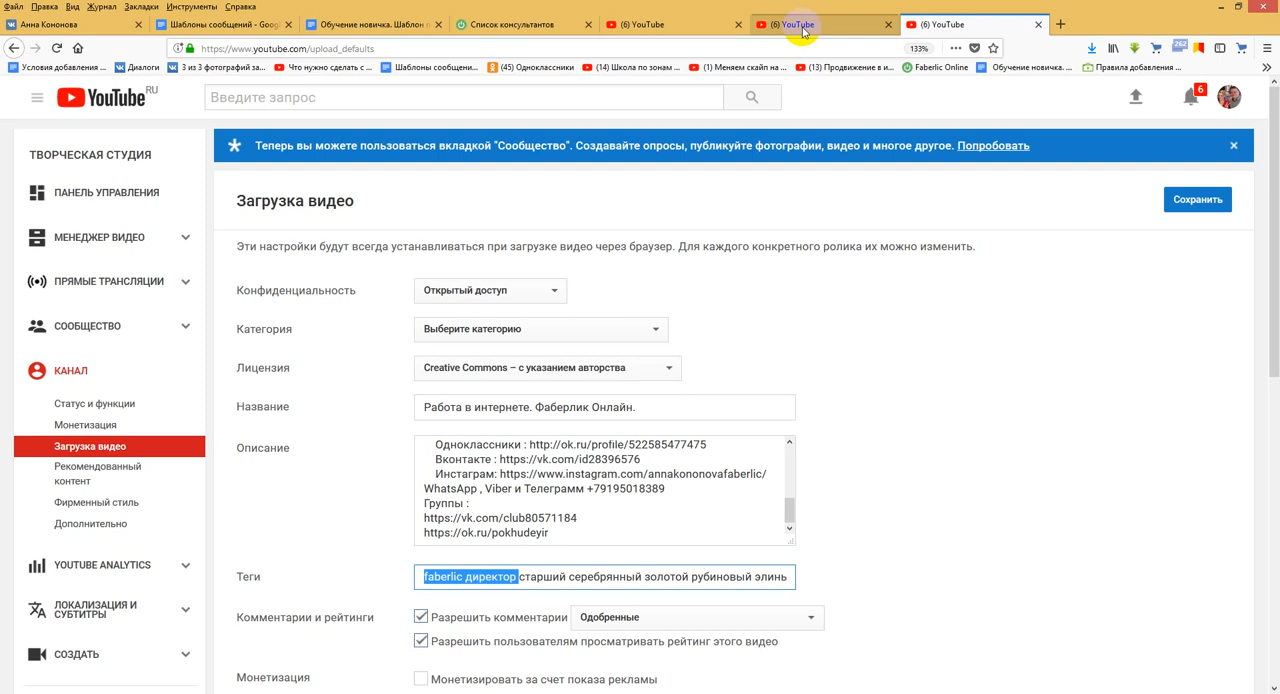 Файл Правка Вид Журнал Закладки Инструменты Справка
Анна Кононова
Шаблоны сообщений - Goog
Обучение новичка. Шаблон п
Список консультантов
(6) YouTube
(6) YouTube
(6) YouTube
https://www.youtube.com/upload_defaults
133%
262
Условия добавления ...
Диалоги
3 из 3 фотографий за...
Что нужно сделать с ...
Шаблоны сообщени...
(45) Одноклассники
(14) Школа по зонам ...
(1) Меняем скайп на ...
(13) Продвижение в и...
Faberlic Online
Обучение новичка. ...
Правила добавления ...
YouTube RU
Введите запрос
6
ТВОРЧЕСКАЯ СТУДИЯ
ПАНЕЛЬ УПРАВЛЕНИЯ
МЕНЕДЖЕР ВИДЕО
ПРЯМЫЕ ТРАНСЛЯЦИИ
СООБЩЕСТВО
КАНАЛ
Статус и функции
Монетизация
Загрузка видео
Рекомендованный
контент
Фирменный стиль
Дополнительно
YOUTUBE ANALYTICS
ЛОКАЛИЗАЦИЯ И
СУБТИТРЫ
СОЗДАТЬ
Теперь вы можете пользоваться вкладкой "Сообщество". Создавайте опросы, публикуйте фотографии, видео и многое другое. Попробовать
Загрузка видео
Сохранить
Эти настройки будут всегда устанавливаться при загрузке видео через браузер. Для каждого конкретного ролика их можно изменить.
Конфиденциальность
Открытый доступ
Категория
Выберите категорию
Лицензия
Creative Commons – с указанием авторства
Название
Работа в интернете. Фаберлик Онлайн.
Описание
Одноклассники : http://ok.ru/profile/522585477475
Вконтакте : https://vk.com/id28396576
Инстаграм: https://www.instagram.com/annakononovafaberlic/
WhatsApp , Viber и Телеграмм +79195018389
Группы :
https://vk.com/club80571184
https://ok.ru/pokhudeyir
Теги
faberlic директор старший серебрянный золотой рубиновый элинь
Комментарии и рейтинги
Разрешить комментарии
Одобренные
Разрешить пользователям просматривать рейтинг этого видео
Монетизация
Монетизировать за счет показа рекламы